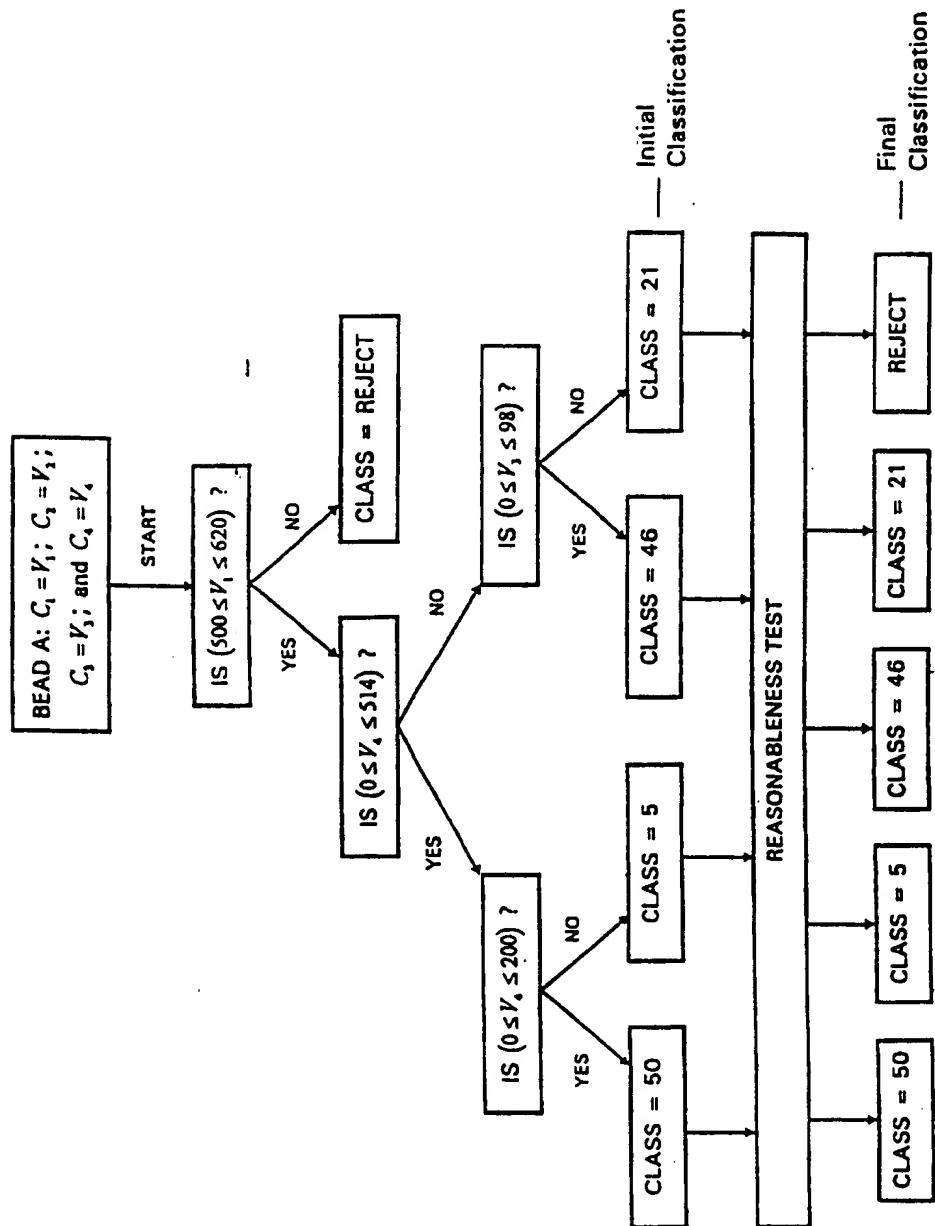 BEAD A: C₁ = V₁; C₂ = V₂;
C₃ = V₃; and C₄ = V₄
START
IS (500 ≤ V₁ ≤ 620) ?
YES
NO
IS (0 ≤ V₄ ≤ 514) ?
CLASS = REJECT
YES
NO
IS (0 ≤ V₄ ≤ 200) ?
IS (0 ≤ V₃ ≤ 98) ?
YES
NO
YES
NO
CLASS = 50
CLASS = 5
CLASS = 46
CLASS = 21
Initial
Classification
REASONABLENESS TEST
CLASS = 50
CLASS = 5
CLASS = 46
CLASS = 21
REJECT
Final
Classification